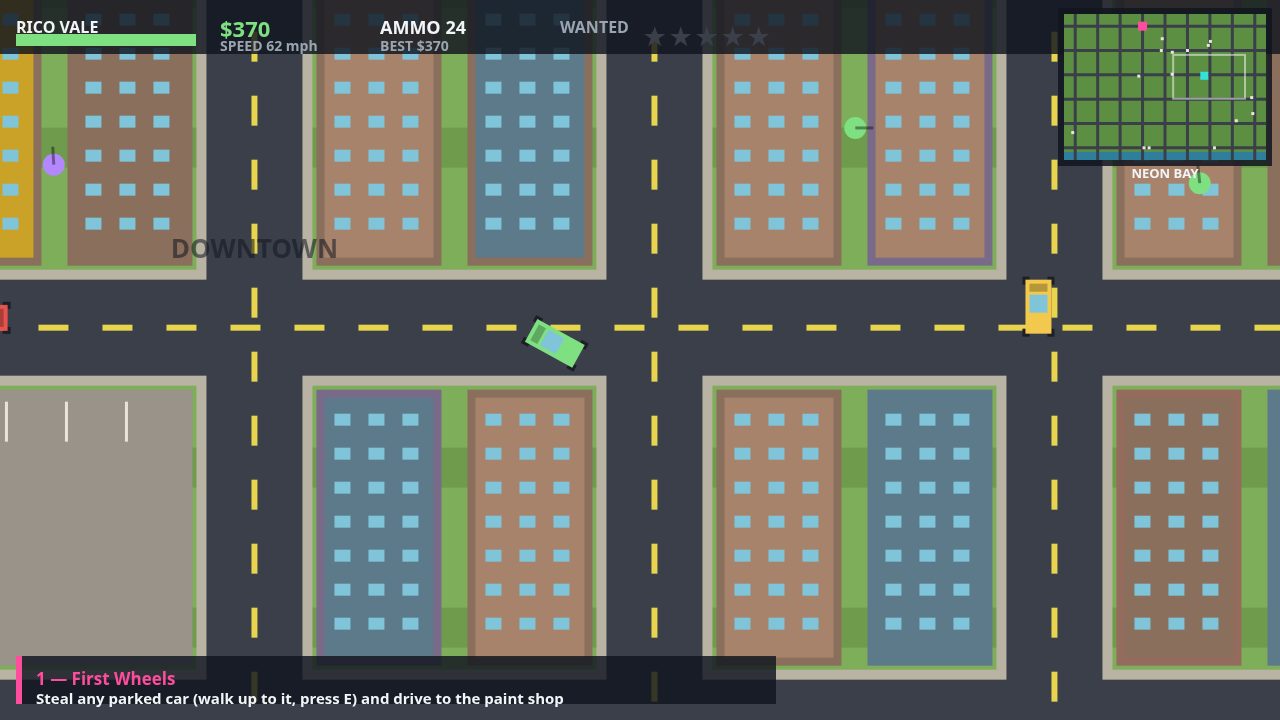 RICO VALE
$370
SPEED 62 mph
AMMO 24
BEST $370
WANTED
NEON BAY
DOWNTOWN
1 — First Wheels
Steal any parked car (walk up to it, press E) and drive to the paint shop